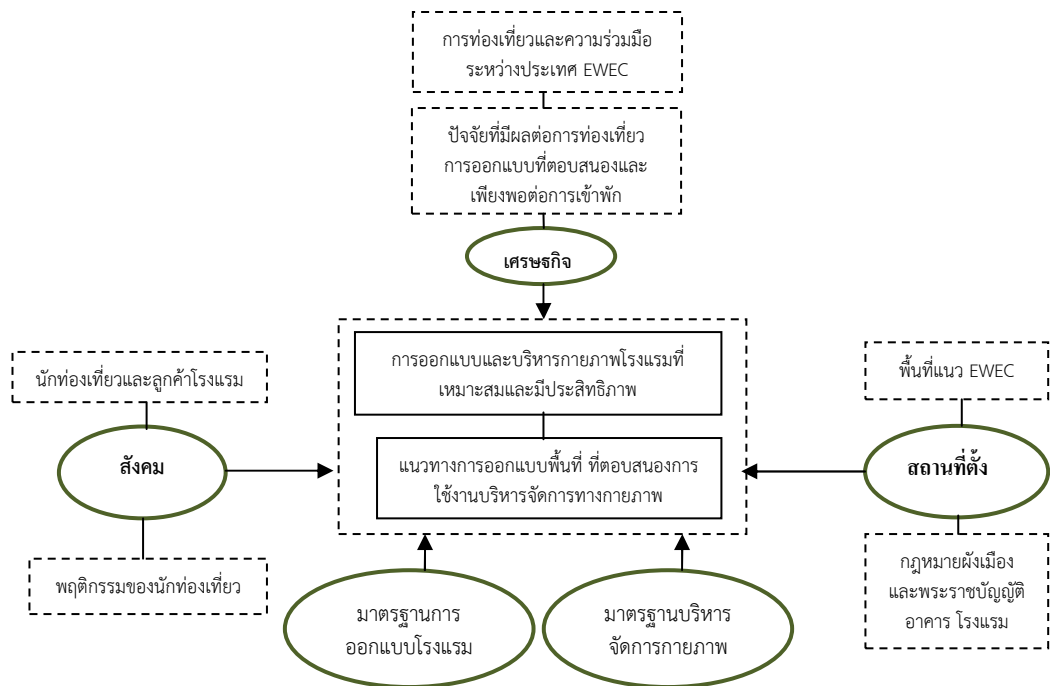 การท่องเที่ยวและความร่วมมือ
ระหว่างประเทศ EWEC
ปัจจัยที่มีผลต่อการท่องเที่ยว
การออกแบบที่ตอบสนองและ
เพียงพอต่อการเข้าพัก
เศรษฐกิจ
การออกแบบและบริหารกายภาพโรงแรมที่
เหมาะสมและมีประสิทธิภาพ
แนวทางการออกแบบพื้นที่ ที่ตอบสนองการ
ใช้งานบริหารจัดการทางกายภาพ
นักท่องเที่ยวและลูกค้าโรงแรม
สังคม
พฤติกรรมของนักท่องเที่ยว
พื้นที่แนว EWEC
สถานที่ตั้ง
กฎหมายผังเมือง
และพระราชบัญญัติ
อาคาร โรงแรม
มาตรฐานการ
ออกแบบโรงแรม
มาตรฐานบริหาร
จัดการกายภาพ